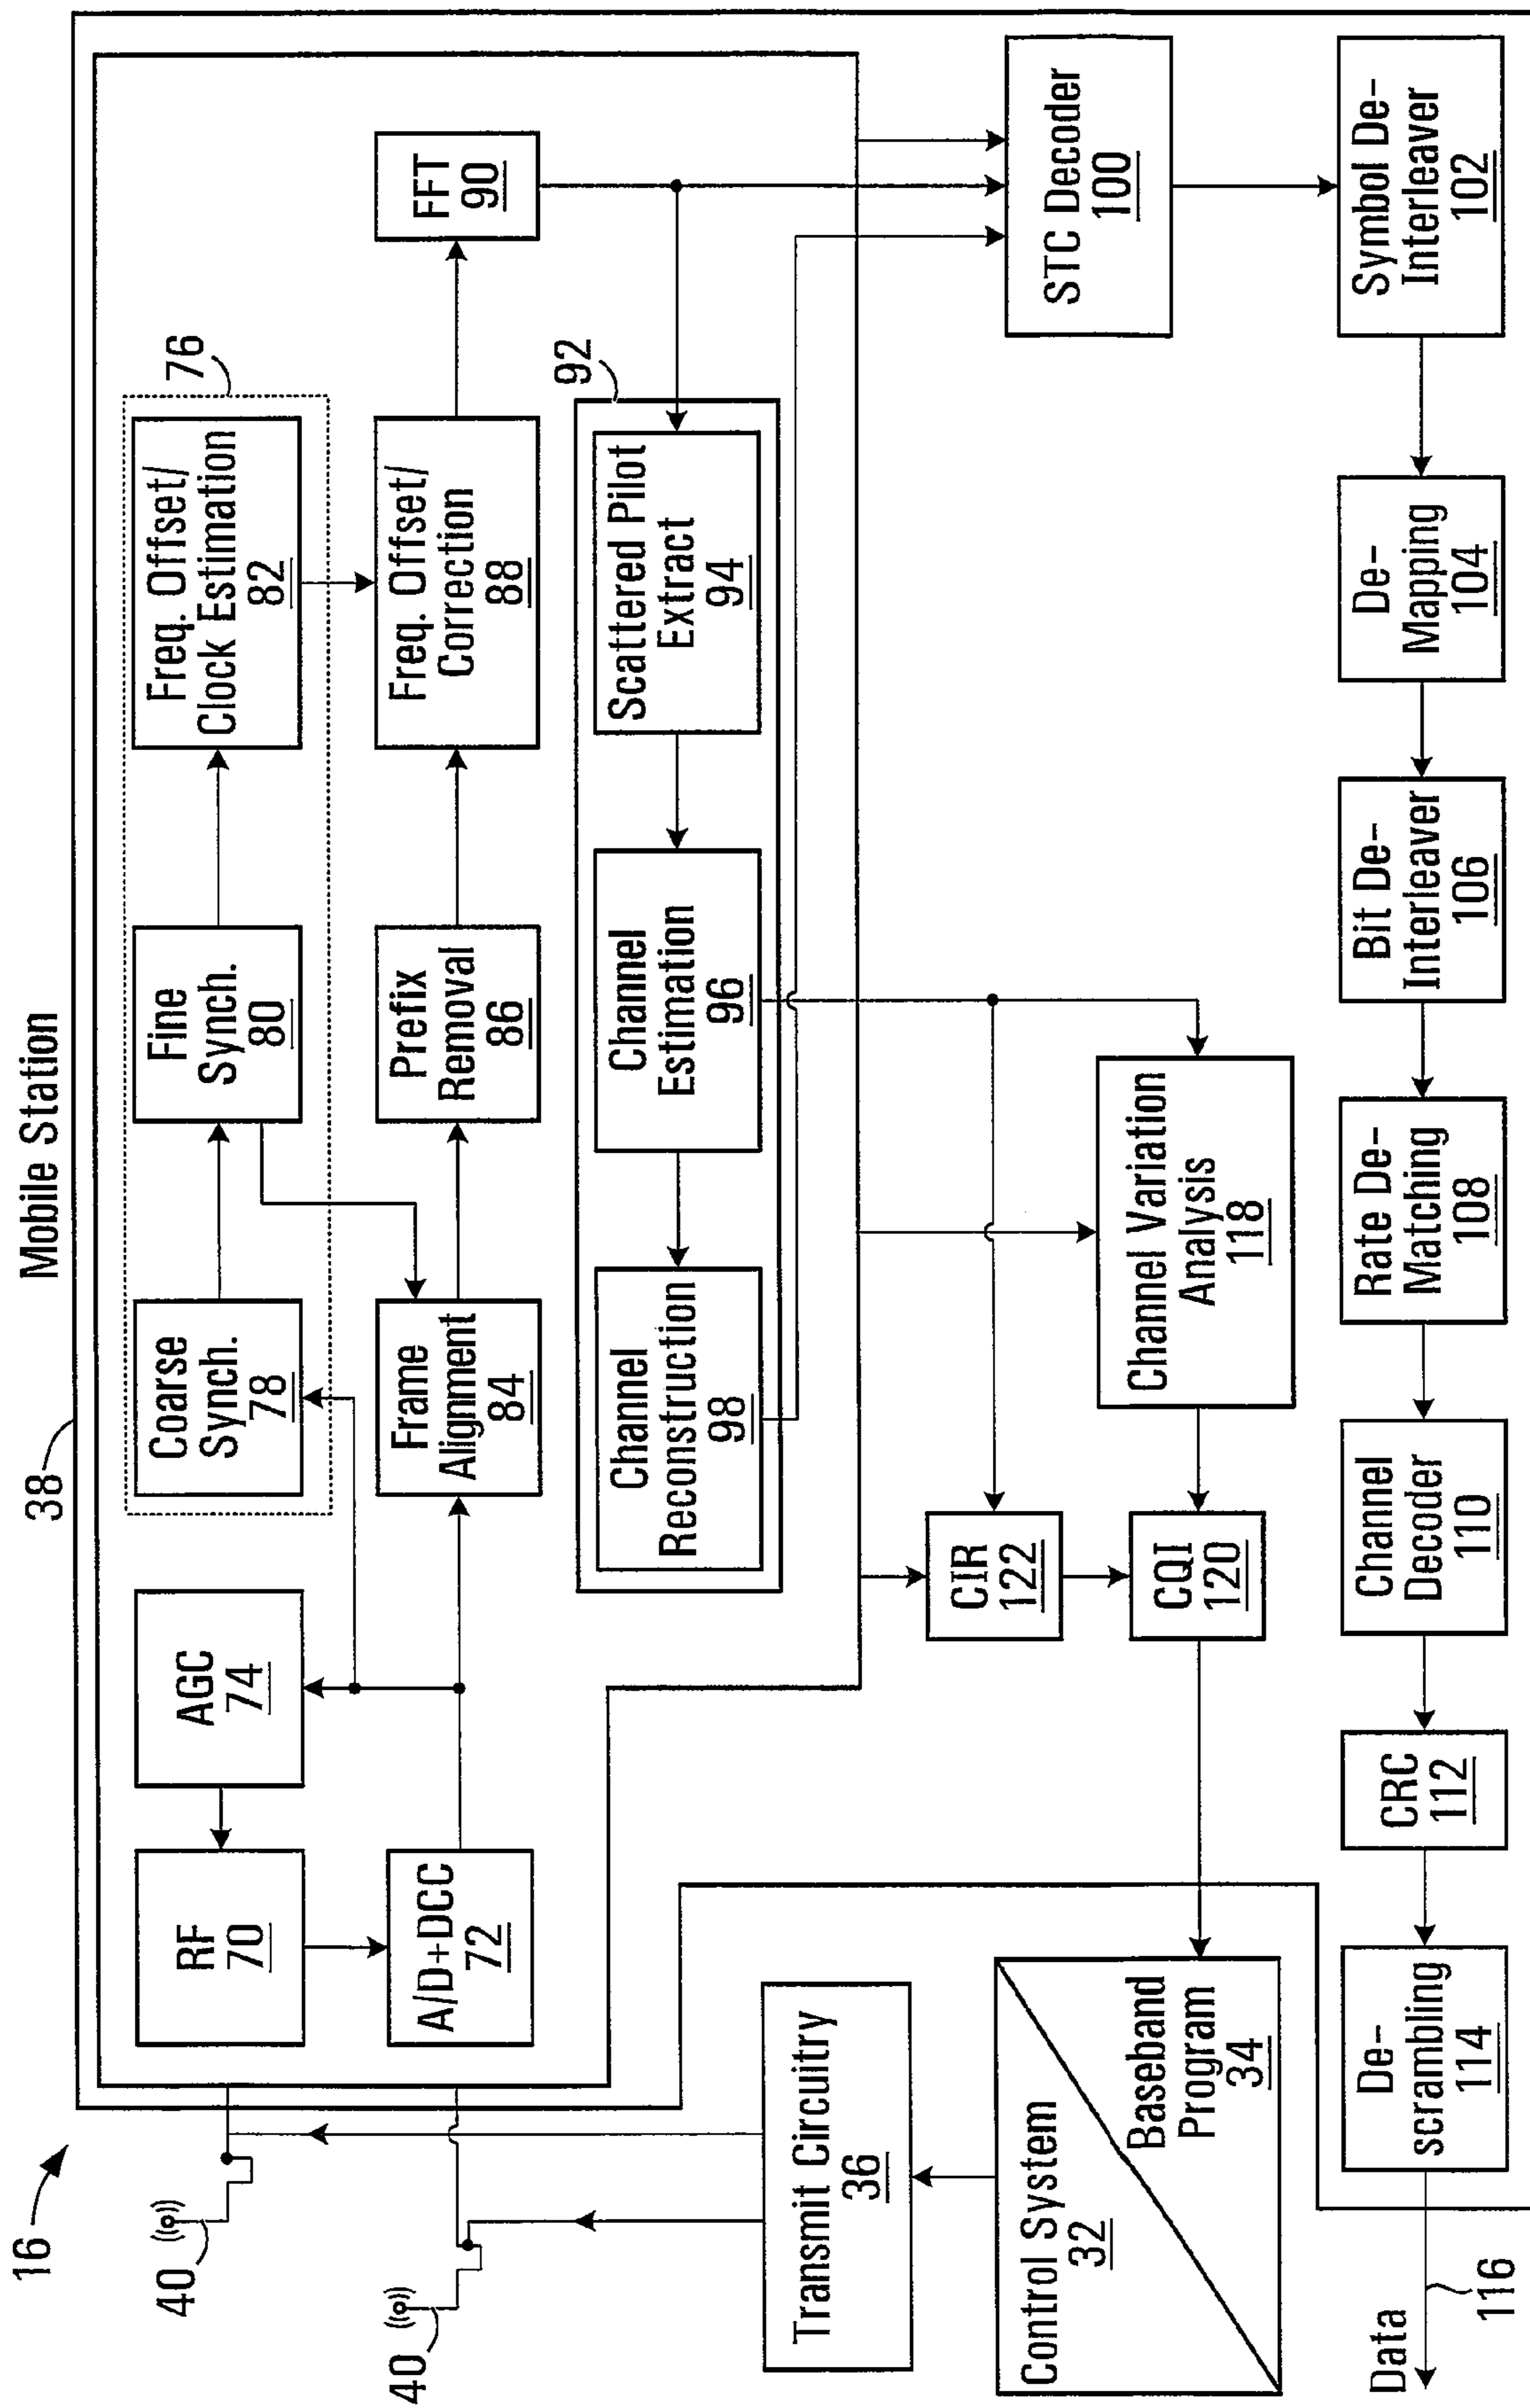 Mobile Station
16
38
40
40
RF
70
A/D+DCC
72
AGC
74
76
Coarse
Synch.
78
Fine
Synch.
80
Freq. Offset/
Clock Estimation
82
Frame
Alignment
84
Prefix
Removal
86
Freq. Offset/
Correction
88
FFT
90
92
Channel
Reconstruction
98
Channel
Estimation
96
Scattered Pilot
Extract
94
Transmit Circuitry
36
Control System
32
Baseband
Program
34
CIR
122
CQI
120
Channel Variation
Analysis
118
STC Decoder
100
Data
116
De-
scrambling
114
CRC
112
Channel
Decoder
110
Rate De-
Matching
108
Bit De-
Interleaver
106
De-
Mapping
104
Symbol De-
Interleaver
102